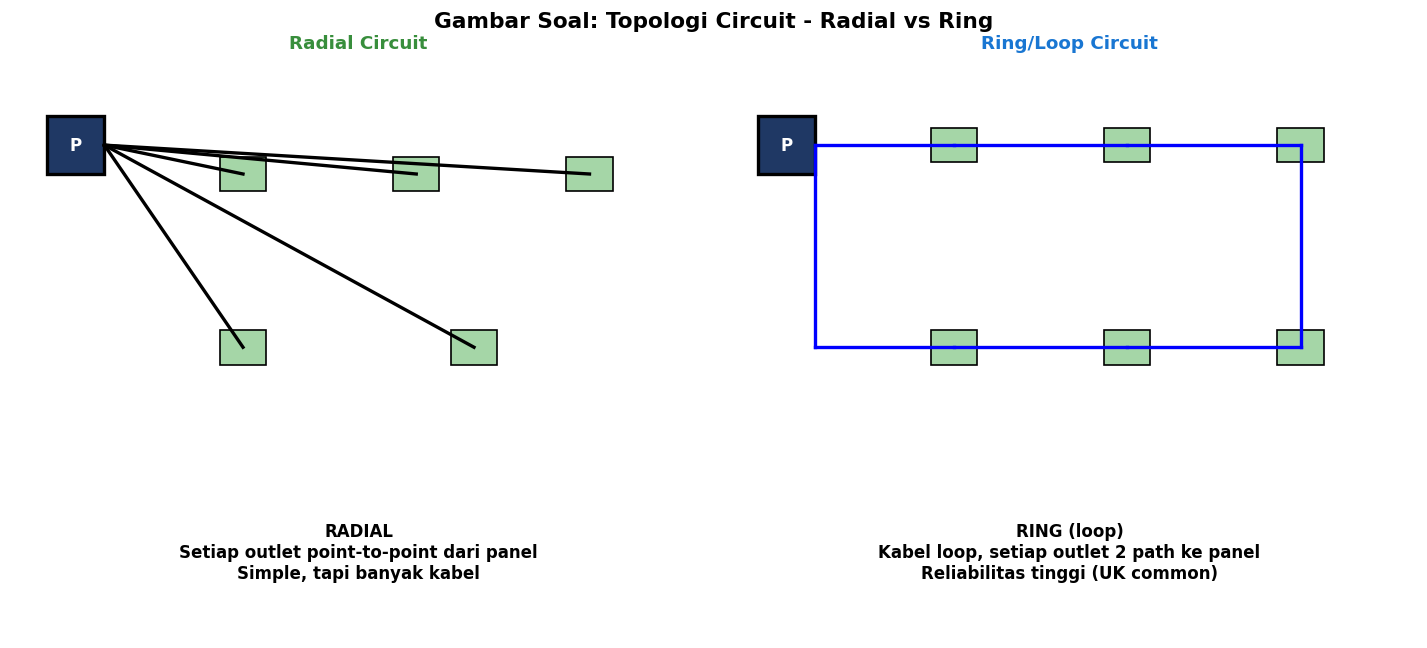 Gambar Soal: Topologi Circuit - Radial vs Ring
Radial Circuit
P
RADIAL
Setiap outlet point-to-point dari panel
Simple, tapi banyak kabel
Ring/Loop Circuit
P
RING (loop)
Kabel loop, setiap outlet 2 path ke panel
Reliabilitas tinggi (UK common)